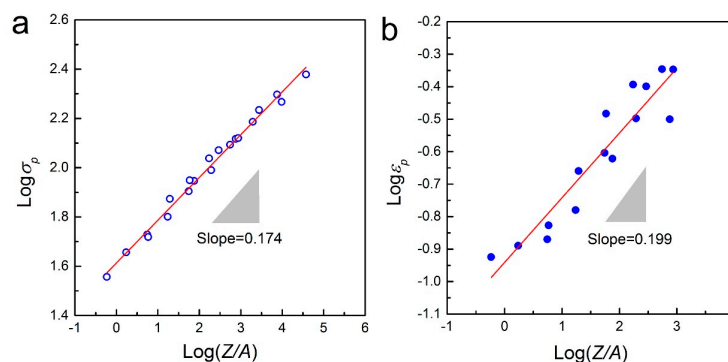 a
2.6
2.4
2.2
2.0
1.8
1.6
1.4
Logσp
Slope=0.174
-1 0 1 2 3 4 5 6
Log(Z/A)
b
-0.2
-0.3
-0.4
-0.5
-0.6
-0.7
-0.8
-0.9
-1.0
-1.1
Logεp
Slope=0.199
-1 0 1 2 3
Log(Z/A)